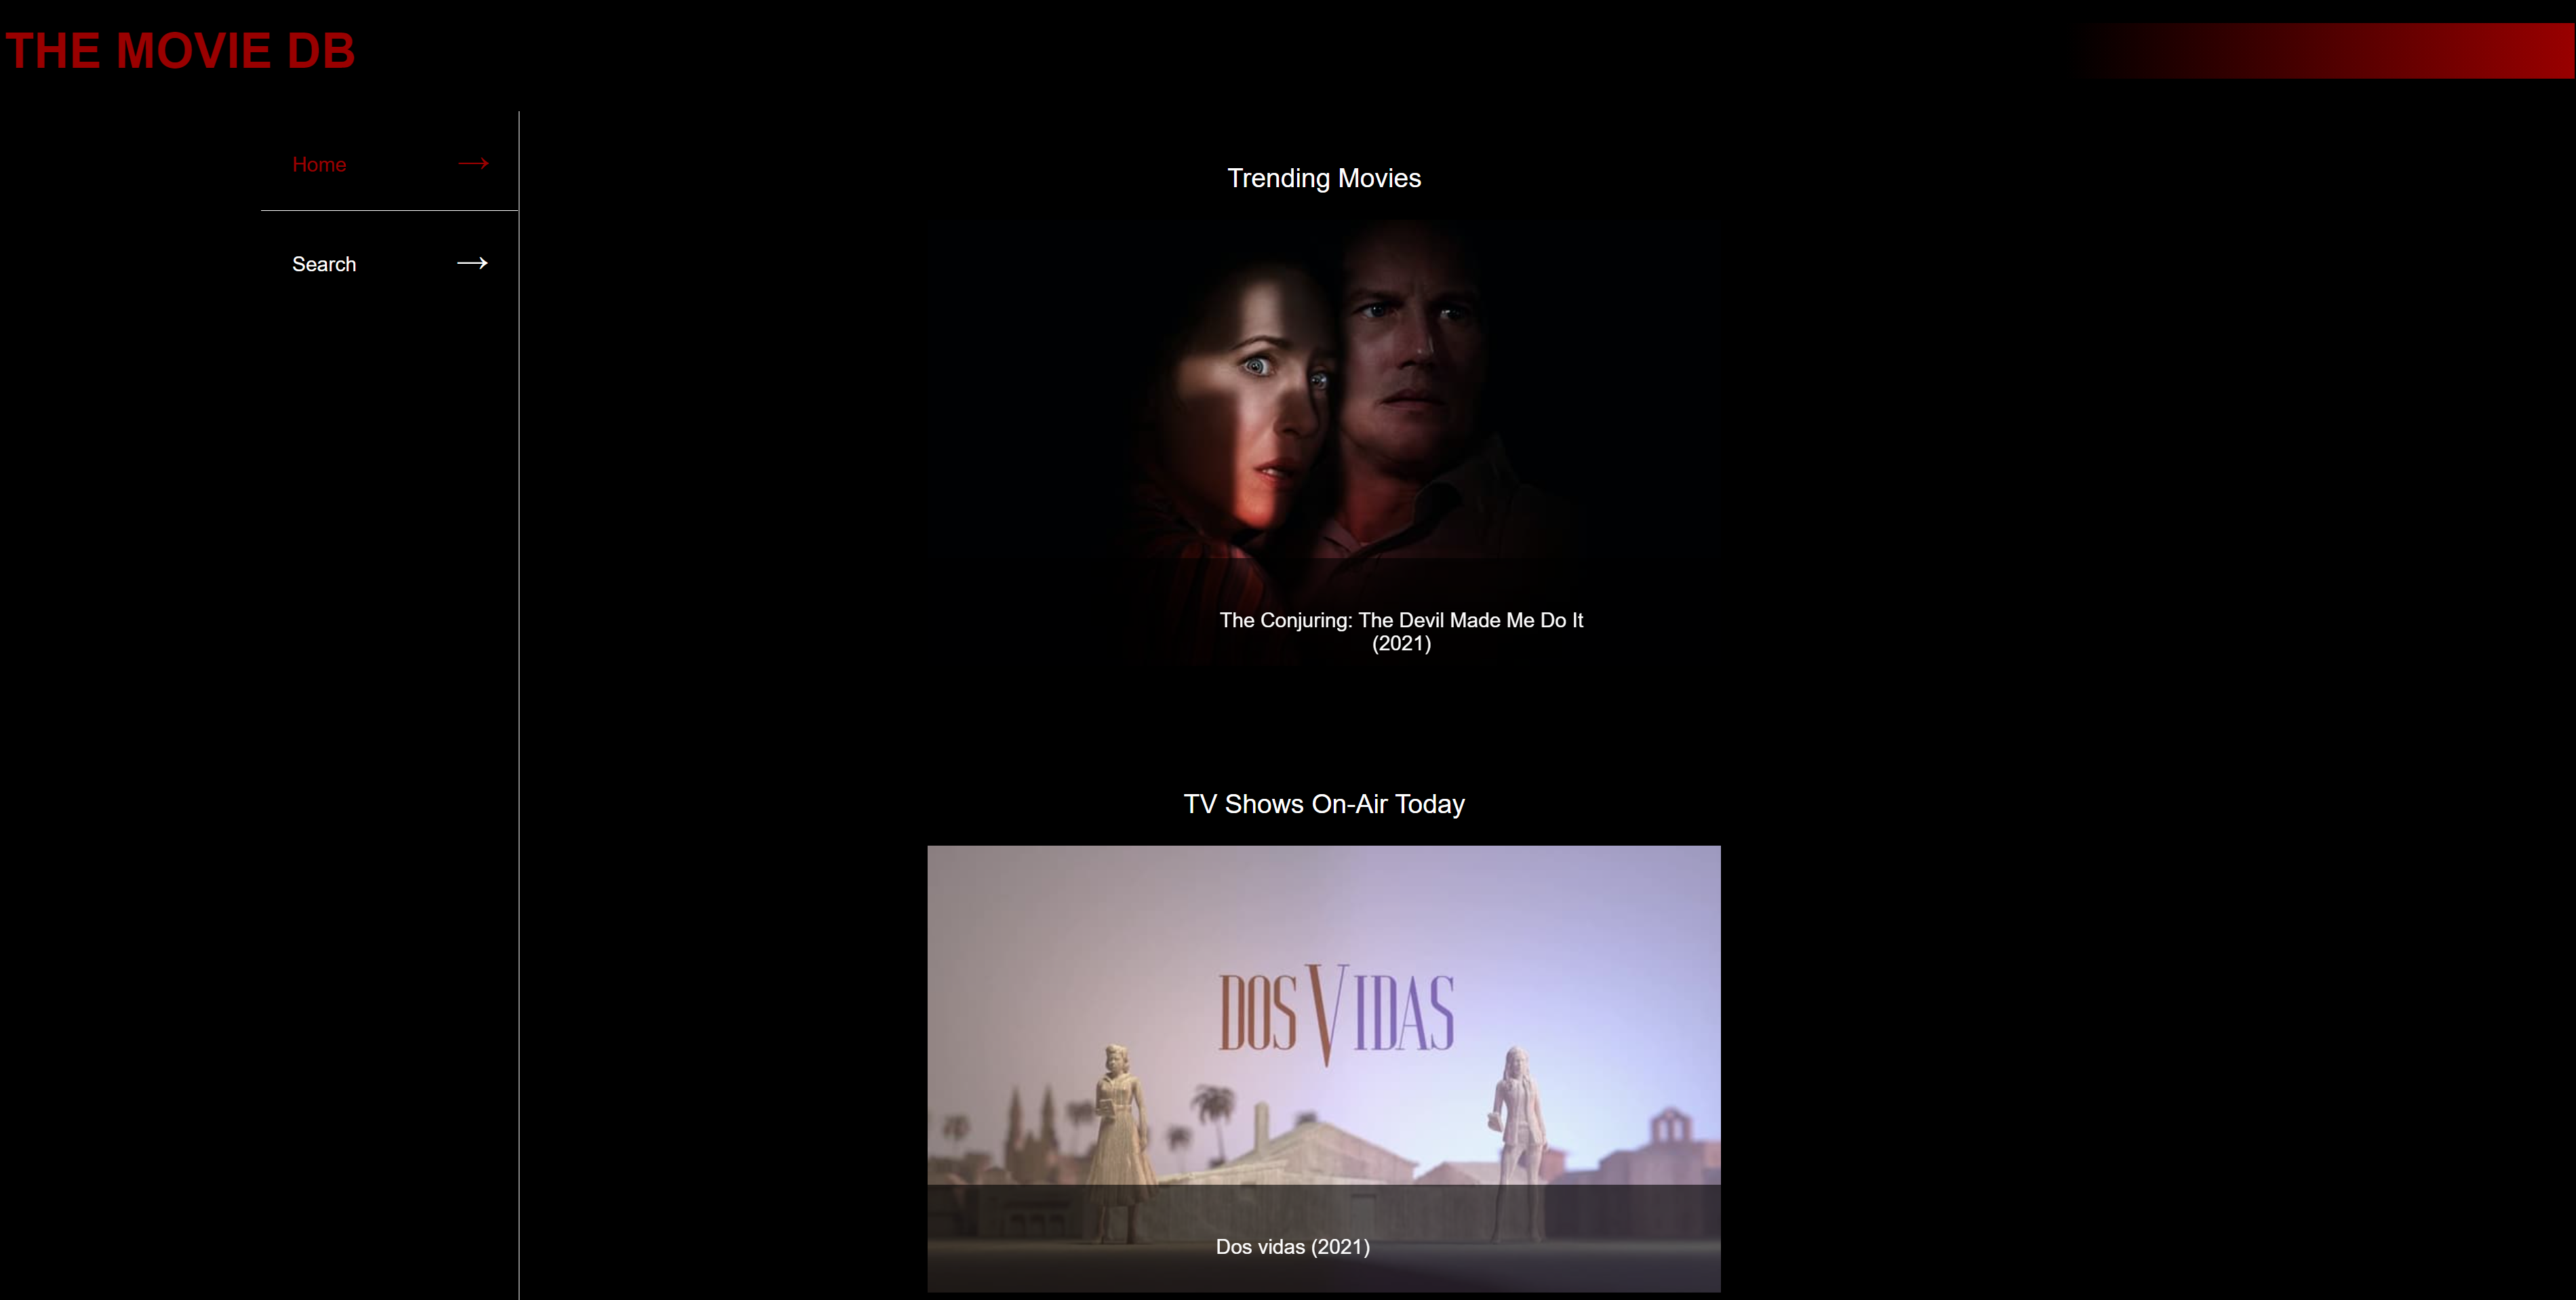 THE MOVIE DB
Home
Search
Trending Movies
The Conjuring: The Devil Made Me Do It
(2021)
TV Shows On-Air Today
DOS VIDAS
Dos vidas (2021)